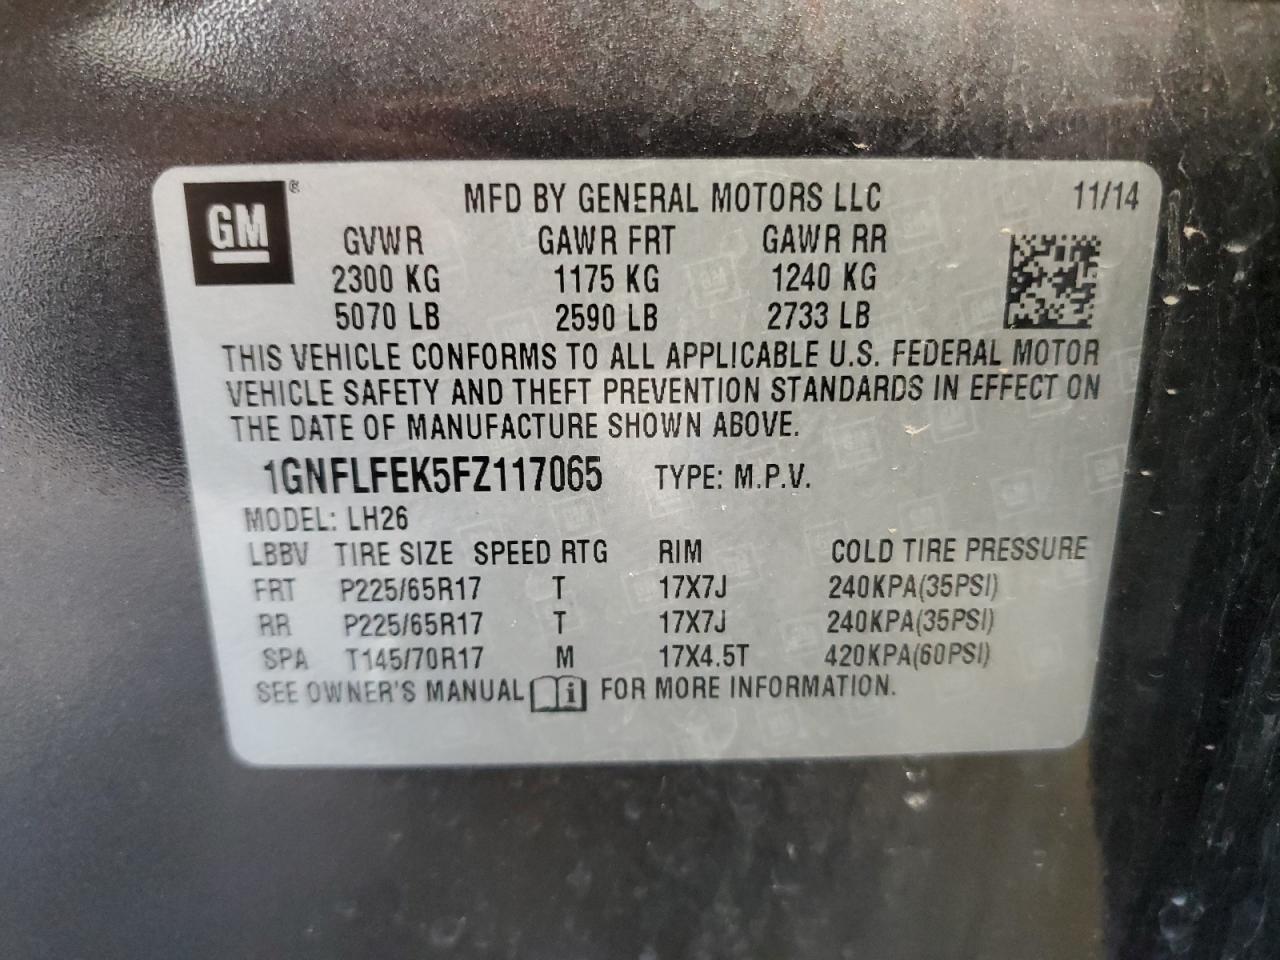 GM® MFD BY GENERAL MOTORS LLC 11/14
GVWR GAWR FRT GAWR RR
2300 KG 1175 KG 1240 KG
5070 LB 2590 LB 2733 LB
THIS VEHICLE CONFORMS TO ALL APPLICABLE U.S. FEDERAL MOTOR
VEHICLE SAFETY AND THEFT PREVENTION STANDARDS IN EFFECT ON
THE DATE OF MANUFACTURE SHOWN ABOVE.
1GNFLFEK5FZ117065 TYPE: M.P.V.
MODEL: LH26
LBBV TIRE SIZE SPEED RTG RIM COLD TIRE PRESSURE
FRT P225/65R17 T 17X7J 240KPA(35PSI)
RR P225/65R17 T 17X7J 240KPA(35PSI)
SPA T145/70R17 M 17X4.5T 420KPA(60PSI)
SEE OWNER'S MANUAL i FOR MORE INFORMATION.